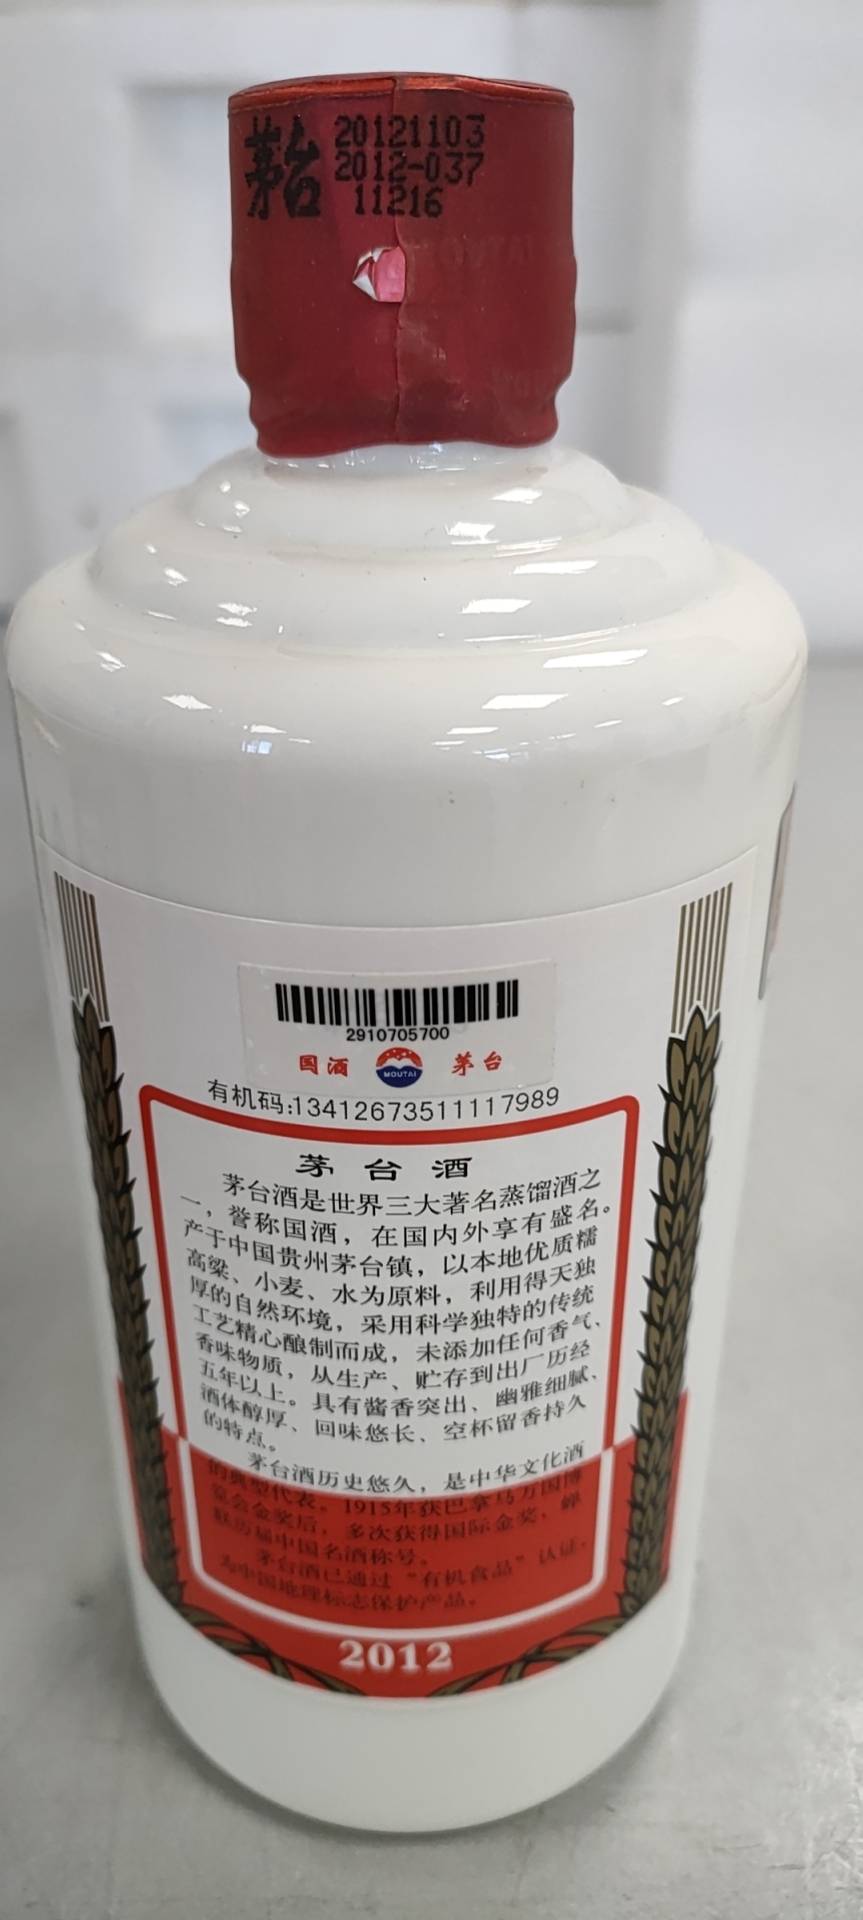 茅台 20121103
2012-037
11216
2910705700
国酒 MOUTAI 茅台
有机码:13412673511117989
茅台酒
茅台酒是世界三大著名蒸馏酒之
一，誉称国酒，在国内外享有盛名。
产于中国贵州茅台镇，以本地优质糯
高粱、小麦、水为原料，利用得天独
厚的自然环境，采用科学独特的传统
工艺精心酿制而成，未添加任何香气、
香味物质，从生产、贮存到出厂历经
五年以上。具有酱香突出、幽雅细腻、
酒体醇厚、回味悠长、空杯留香持久
的特点。
茅台酒历史悠久，是中华文化酒
的典型代表。1915年获巴拿马万国博
览会金奖后，多次获得国际金奖，蝉
联历届中国名酒称号。
茅台酒已通过“有机食品”认证，
为中国地理标志保护产品。
2012